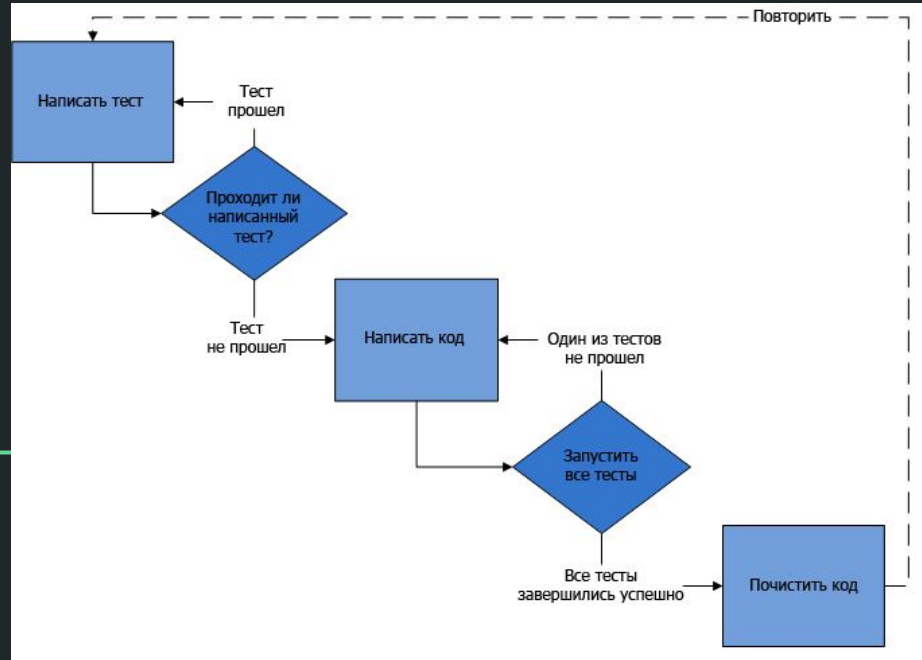 Повторить
Написать тест
Тест
прошел
Проходит ли
написанный
тест?
Тест
не прошел
Написать код
Один из тестов
не прошел
Запустить
все тесты
Все тесты
завершились успешно
Почистить код